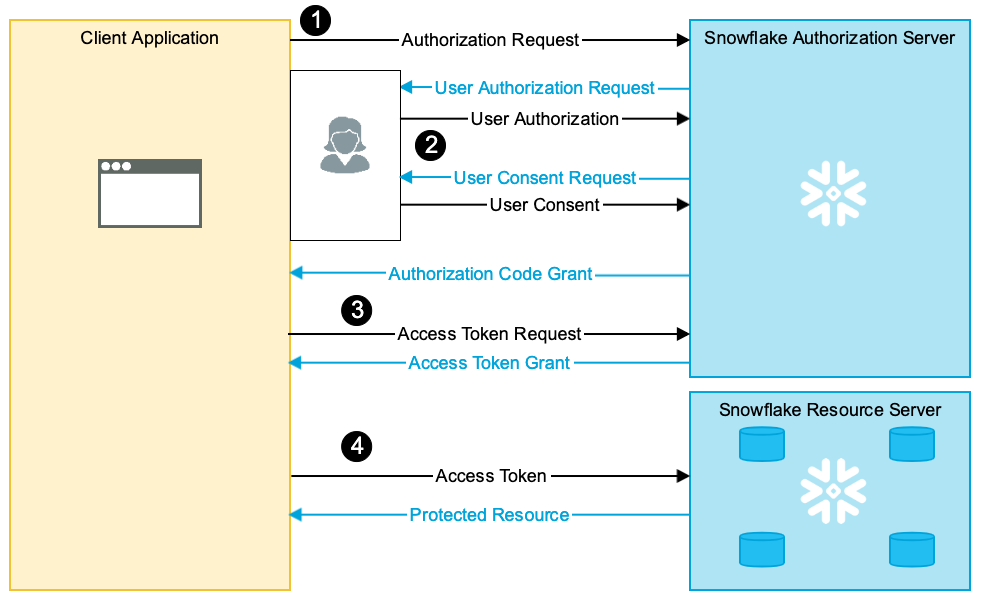 1
Client Application
Authorization Request
Snowflake Authorization Server
User Authorization Request
User Authorization
2
User Consent Request
User Consent
Authorization Code Grant
3
Access Token Request
Access Token Grant
Snowflake Resource Server
4
Access Token
Protected Resource